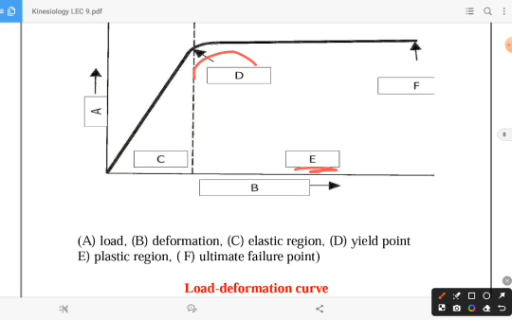 Kinesiology LEC 9.pdf
D
F
A
C
E
B
(A) load, (B) deformation, (C) elastic region, (D) yield point
E) plastic region, ( F) ultimate failure point)
Load-deformation curve